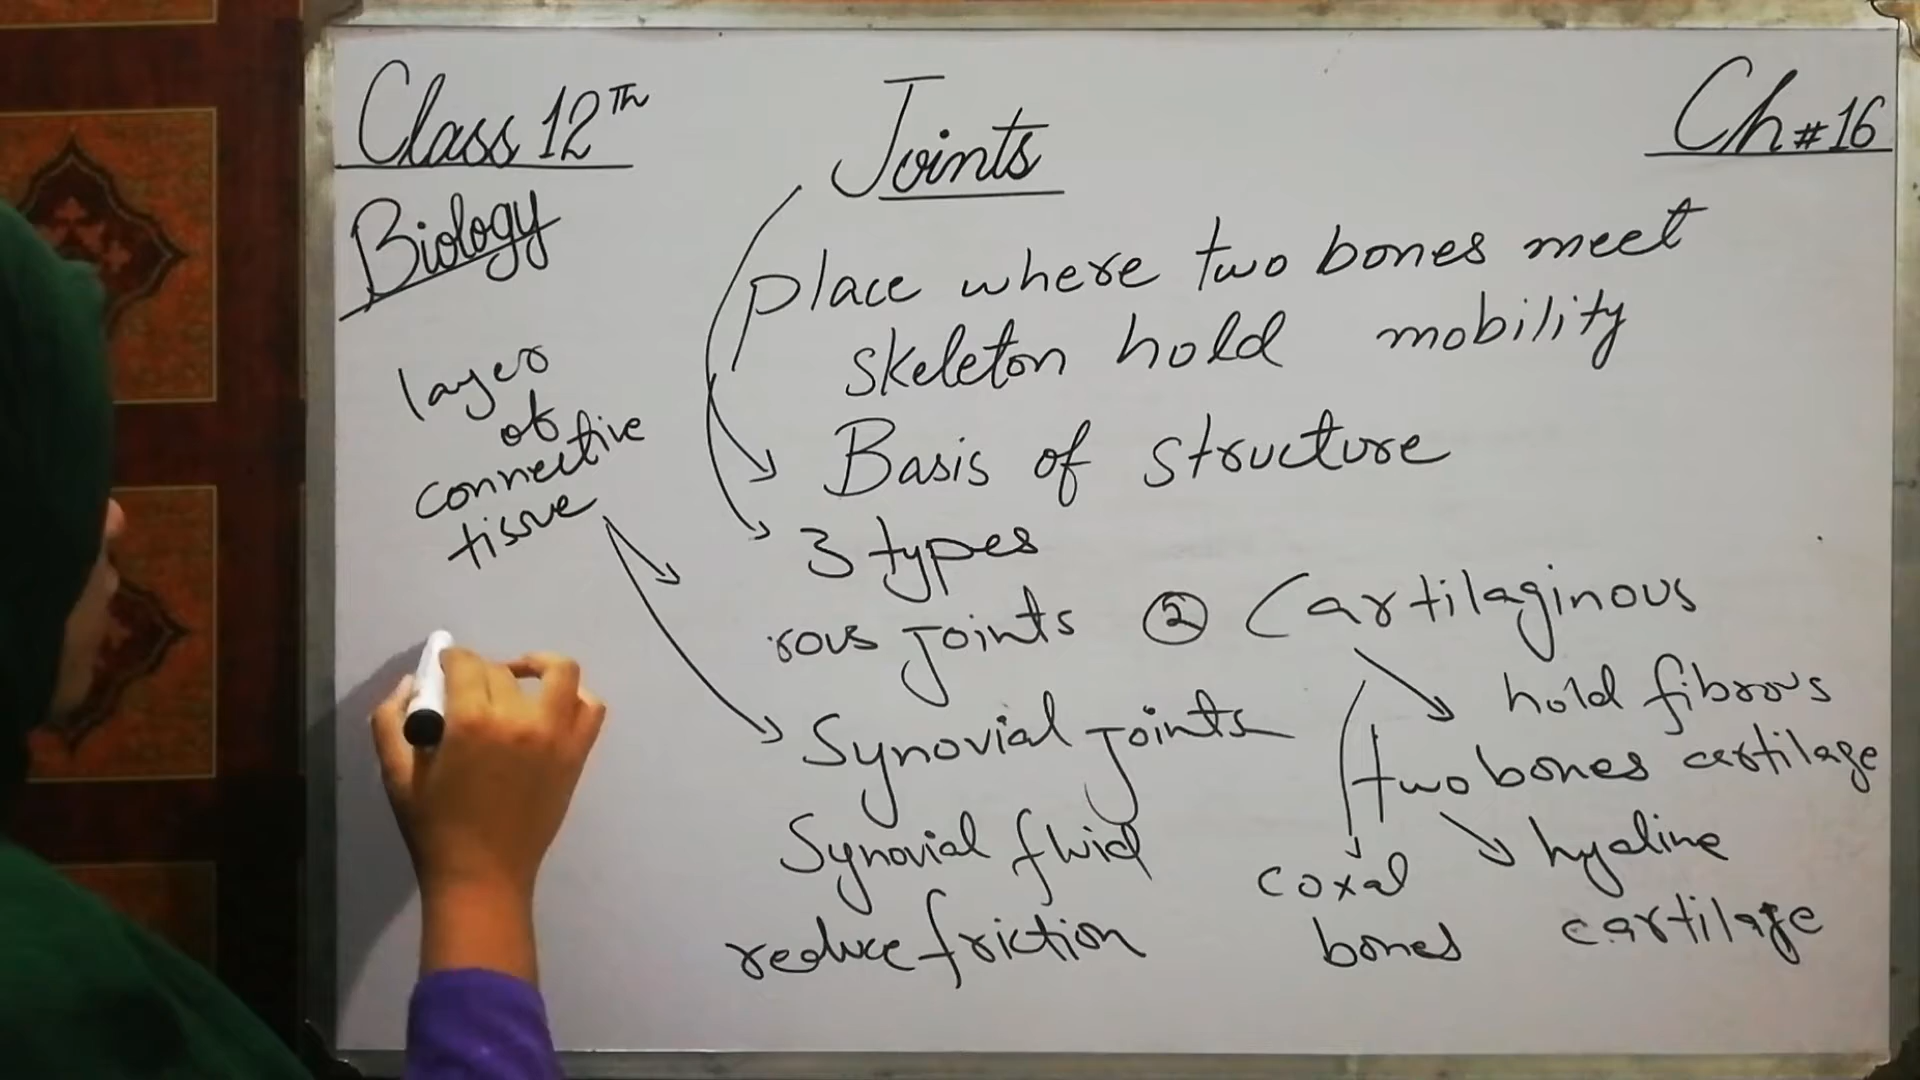 Class 12Th
Joints
Ch #16
Biology
place where two bones meet
skeleton hold mobility
layer
of
connective
tissue
Basis of structure
3 types
rous joints ② Cartilaginous
hold fibrous
two bones cartilage
hyaline
cartilage
coxal
bones
Synovial joints
Synovial fluid
reduce friction